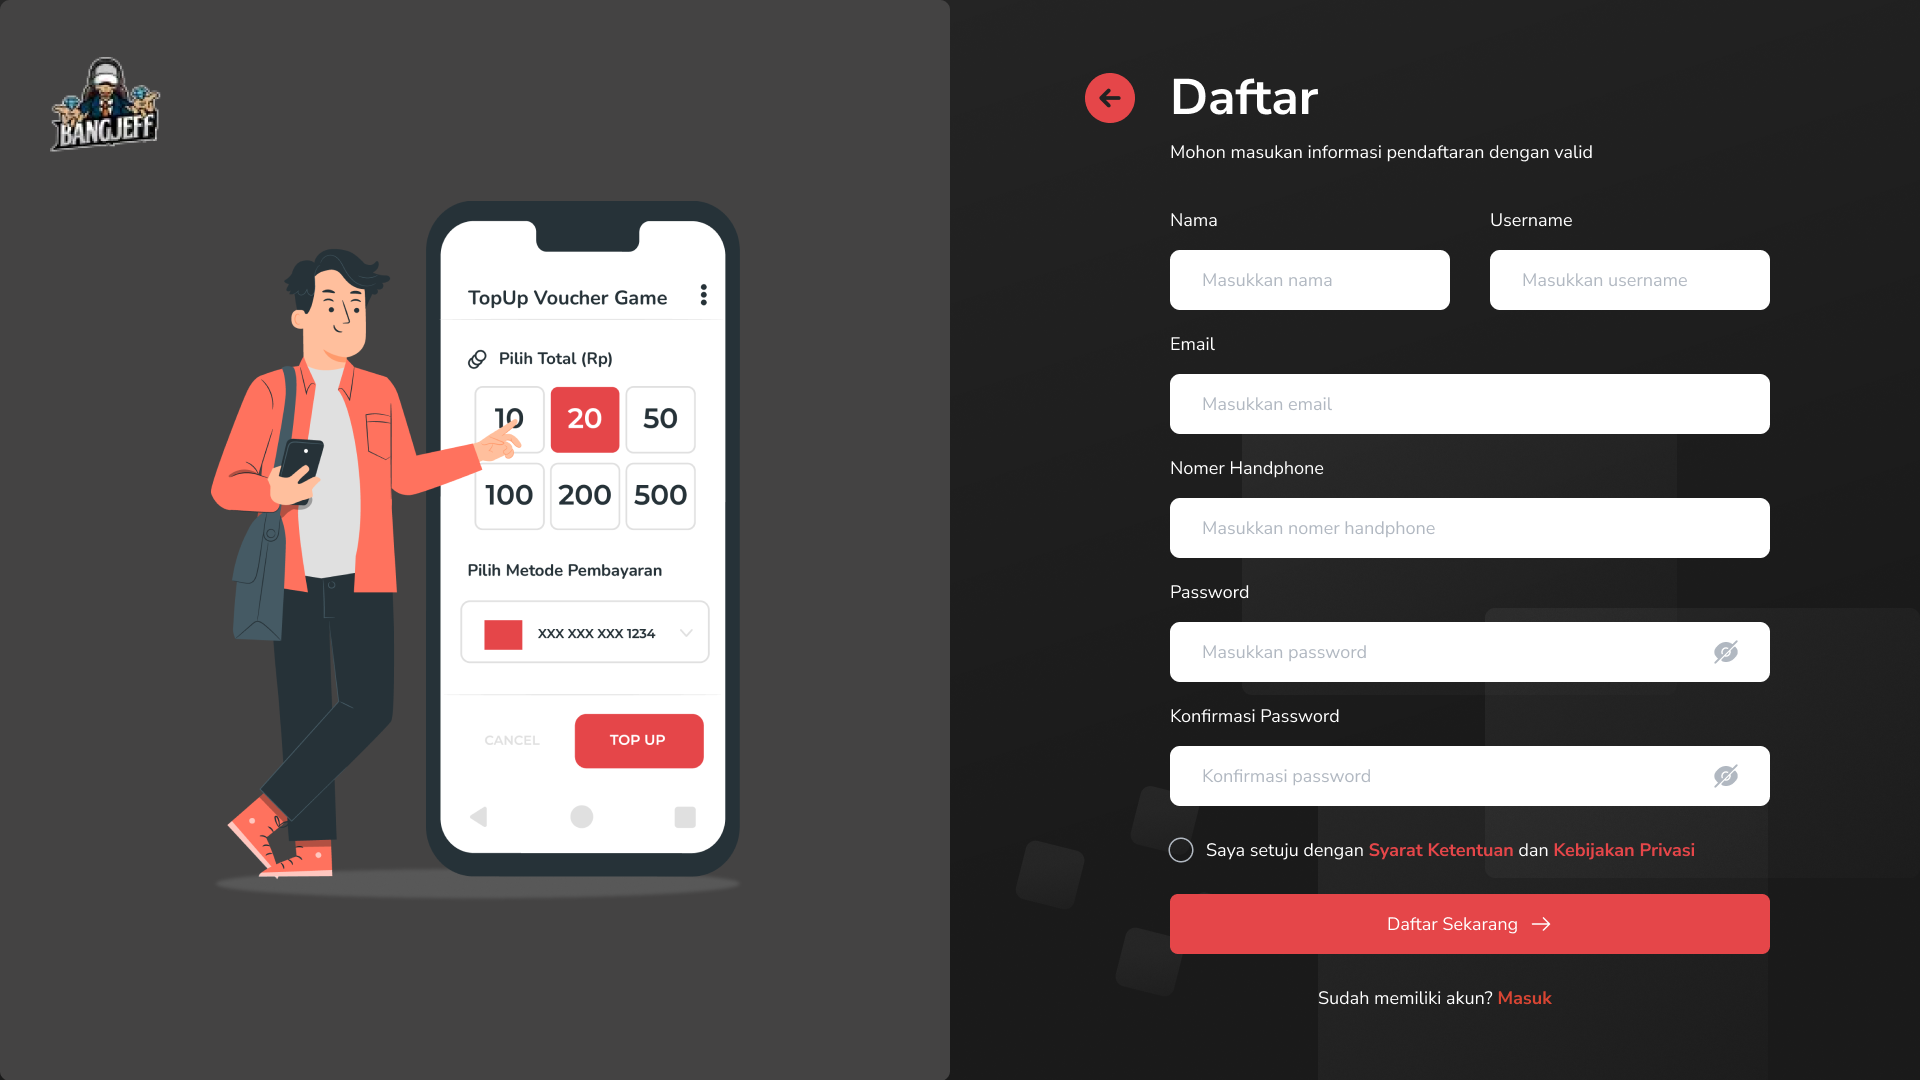 BANGJEFF
TopUp Voucher Game
Pilih Total (Rp)
10 20 50
100 200 500
Pilih Metode Pembayaran
XXX XXX XXX 1234
CANCEL TOP UP
Daftar
Mohon masukan informasi pendaftaran dengan valid
Nama Username
Masukkan nama Masukkan username
Email
Masukkan email
Nomer Handphone
Masukkan nomer handphone
Password
Masukkan password
Konfirmasi Password
Konfirmasi password
Saya setuju dengan Syarat Ketentuan dan Kebijakan Privasi
Daftar Sekarang
Sudah memiliki akun? Masuk